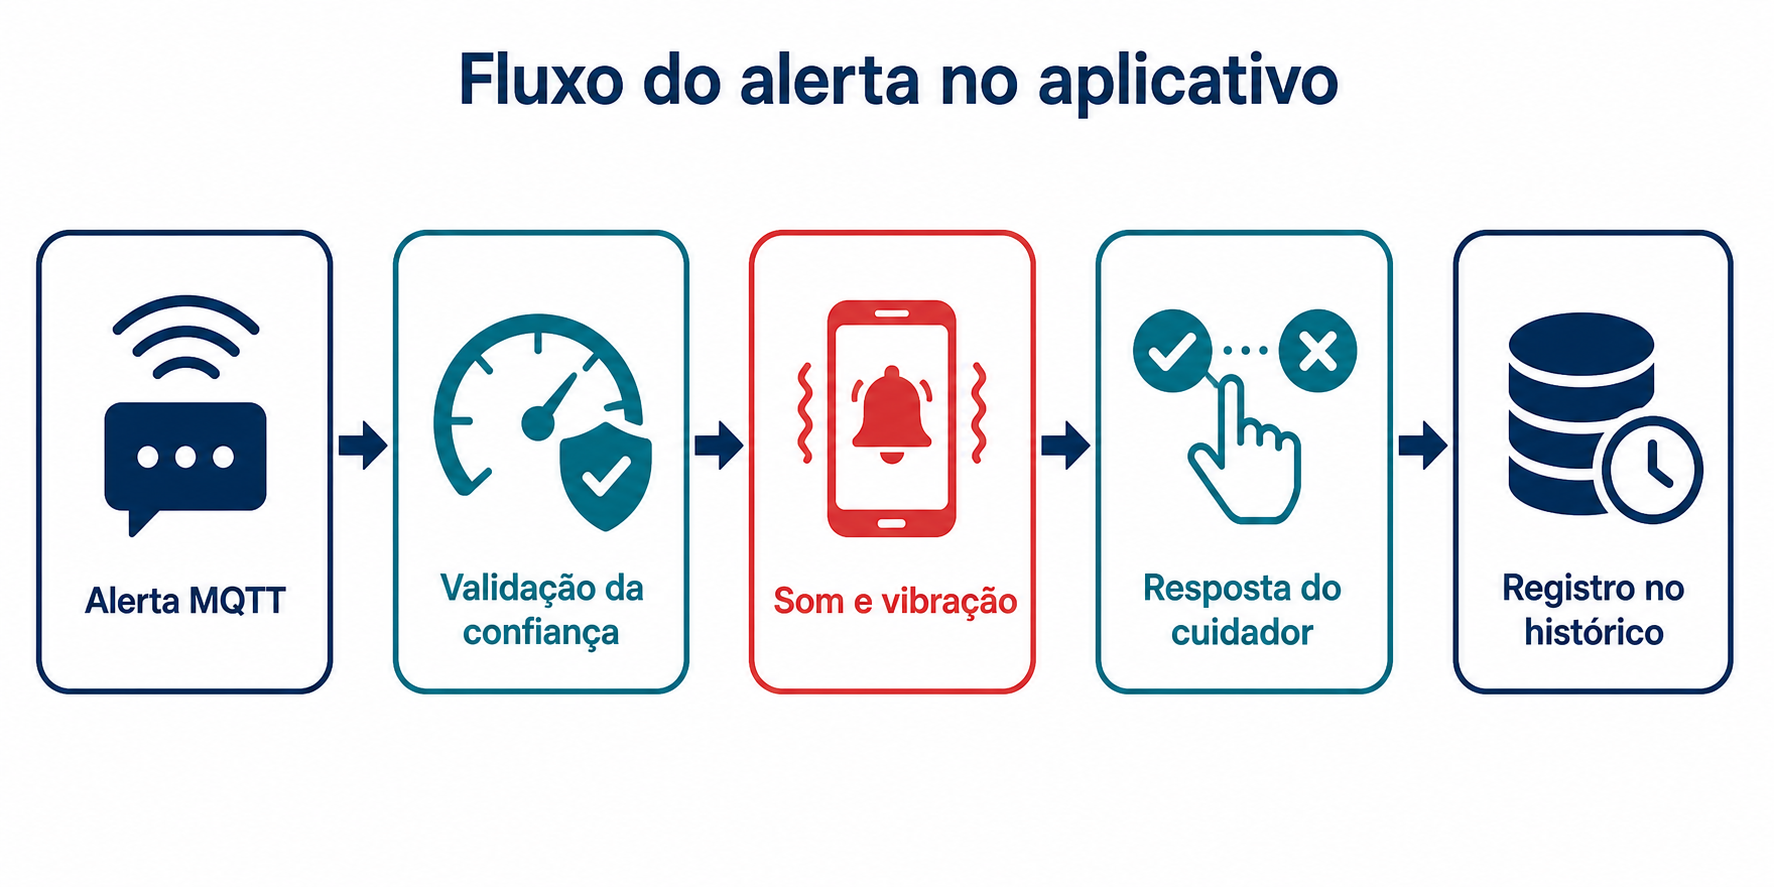 Fluxo do alerta no aplicativo
Alerta MQTT
Validação da
confiança
Som e vibração
Resposta do
cuidador
Registro no
histórico